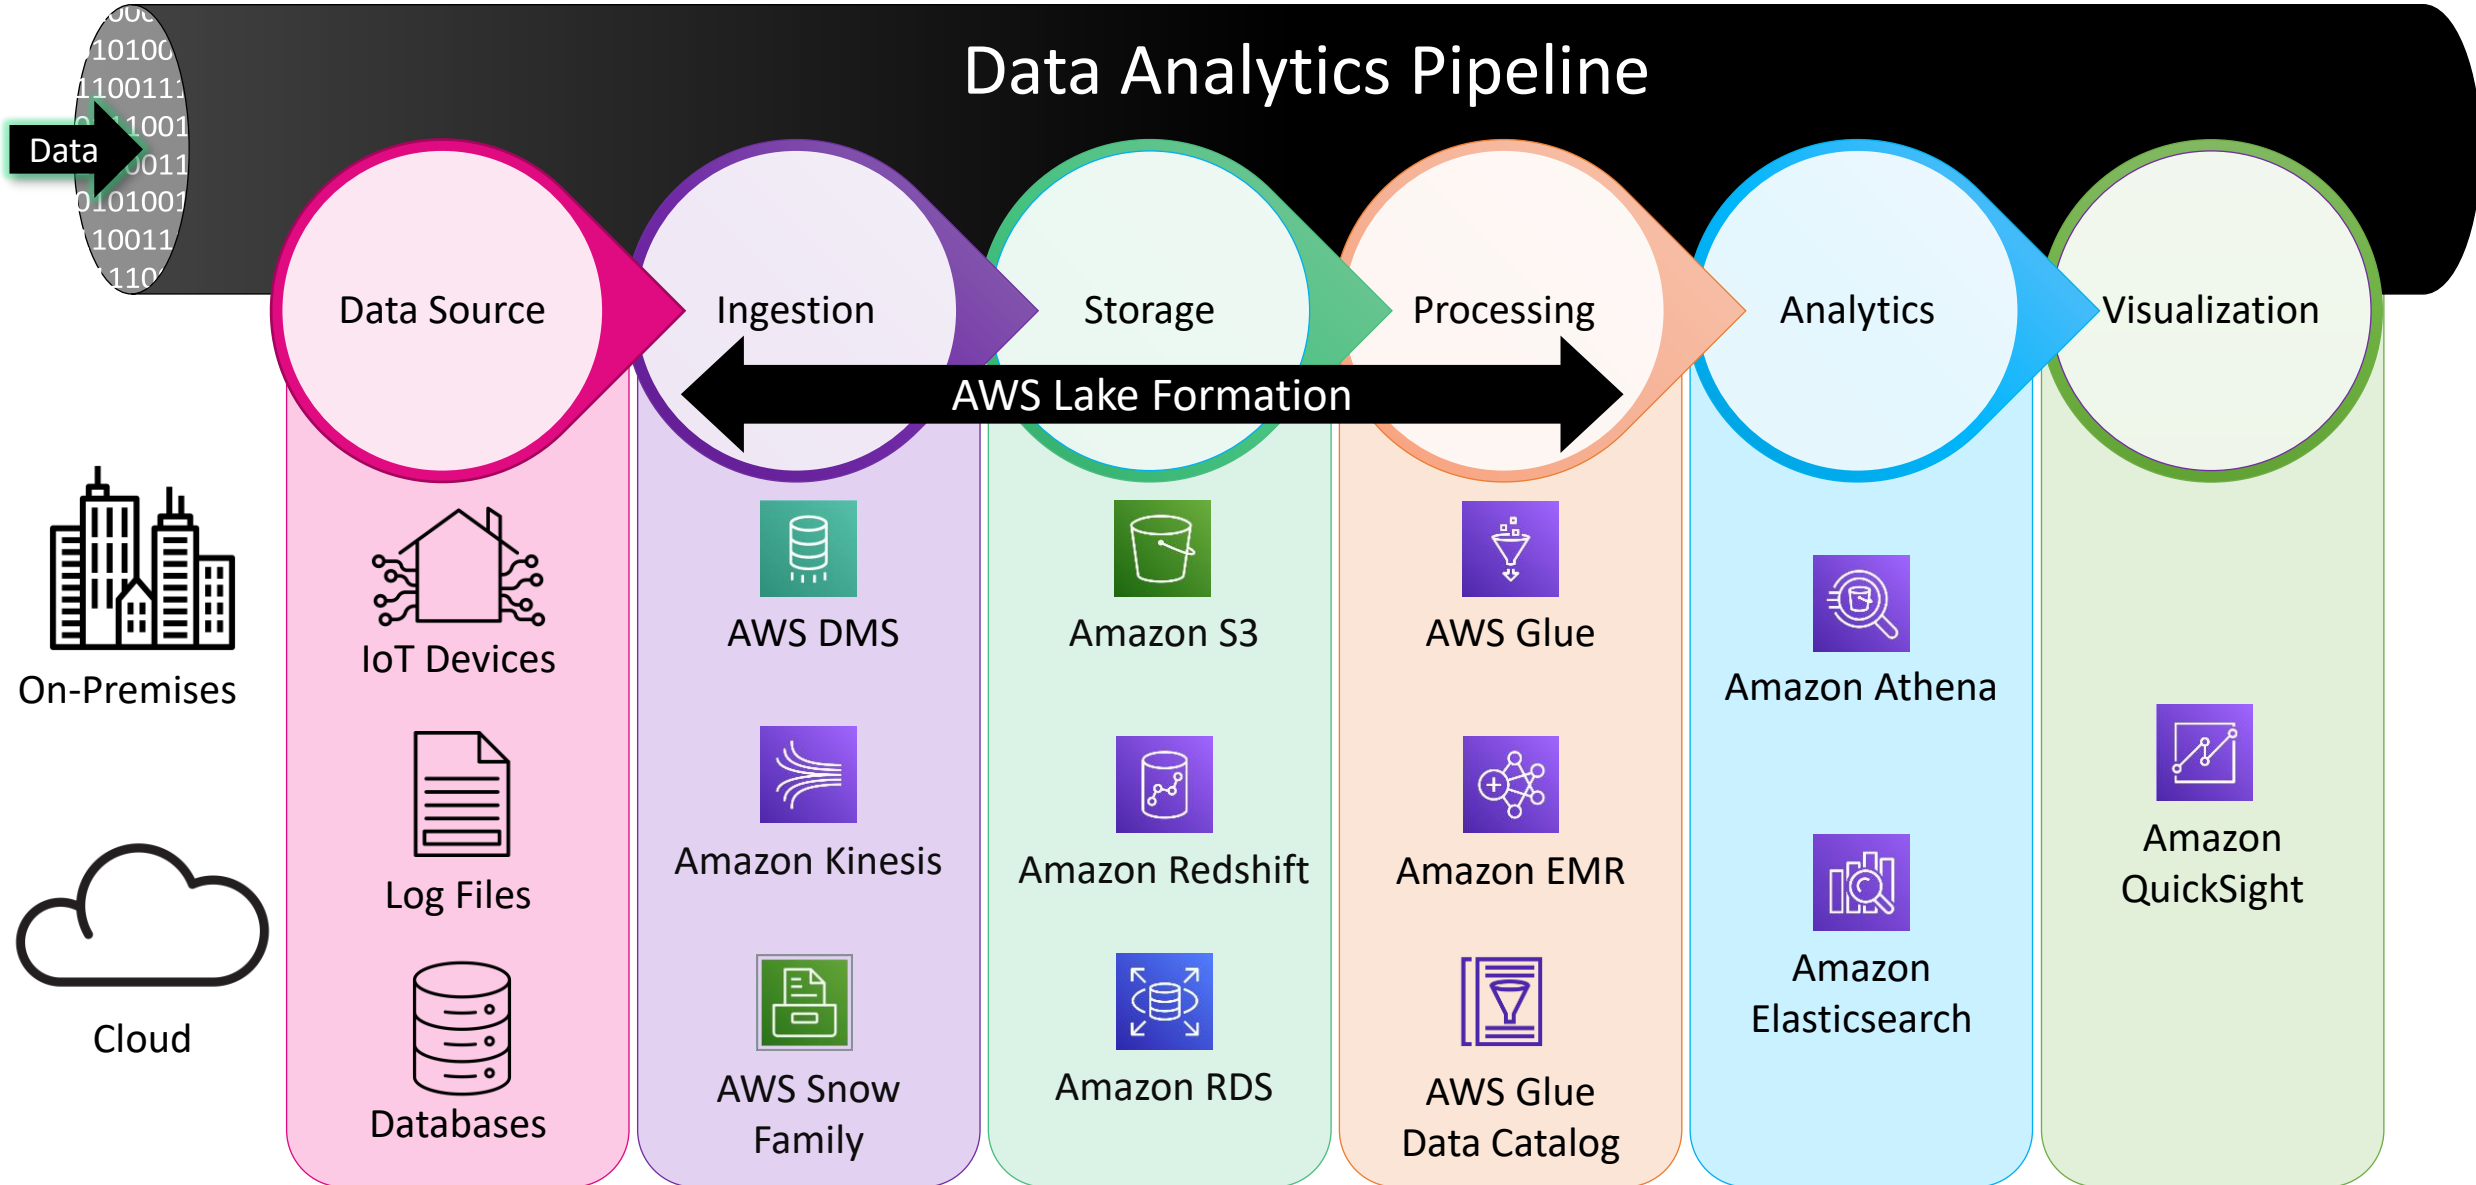 Data Analytics Pipeline
Data
Data Source
Ingestion
Storage
Processing
Analytics
Visualization
AWS Lake Formation
On-Premises
Cloud
IoT Devices
Log Files
Databases
AWS DMS
Amazon Kinesis
AWS Snow
Family
Amazon S3
Amazon Redshift
Amazon RDS
AWS Glue
Amazon EMR
AWS Glue
Data Catalog
Amazon Athena
Amazon
Elasticsearch
Amazon
QuickSight